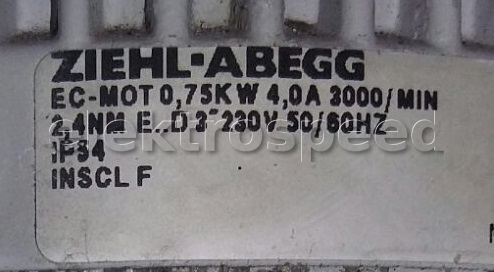 ZIEHL-ABEGG
EC-MOT 0,75KW 4,0A 3000/MIN
2,4NM E..D 3~230V 50/60HZ
IP54
INSCL F
elektrospeed